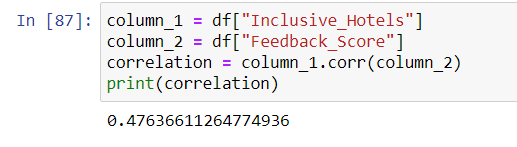 In [87]: column_1 = df["Inclusive_Hotels"]
column_2 = df["Feedback_Score"]
correlation = column_1.corr(column_2)
print(correlation)
0.47636611264774936